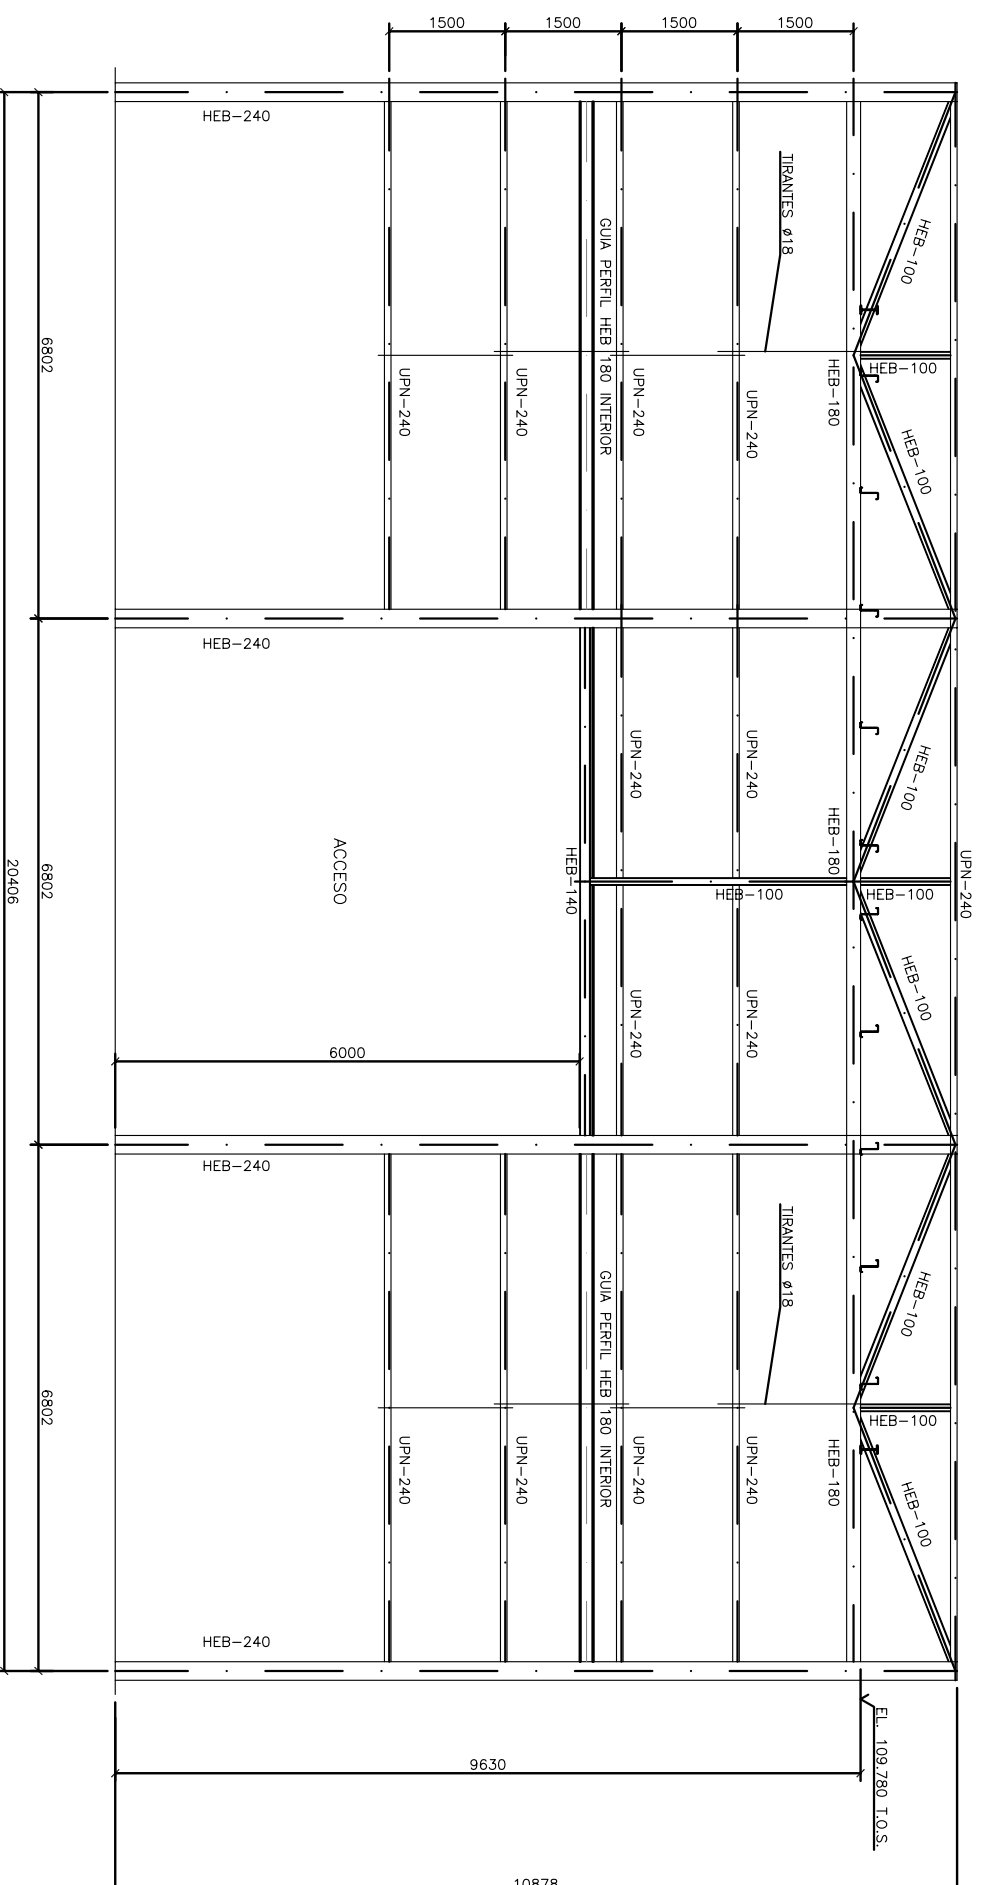 1500
1500
1500
1500
HEB-240
TIRANTES ø18
GUIA PERFIL HEB 180 INTERIOR
HEB-100
HEB-100
HEB-180
UPN-240
UPN-240
UPN-240
UPN-240
HEB-100
6802
HEB-240
HEB-100
UPN-240
UPN-240
HEB-180
UPN-240
HEB-140
HEB-100
HEB-100
ACCESO
6802
20406
HEB-100
UPN-240
UPN-240
6000
HEB-240
TIRANTES ø18
GUIA PERFIL HEB 180 INTERIOR
HEB-100
HEB-100
HEB-180
UPN-240
UPN-240
UPN-240
UPN-240
HEB-100
6802
HEB-240
EL. 109.780 T.O.S.
9630
10878